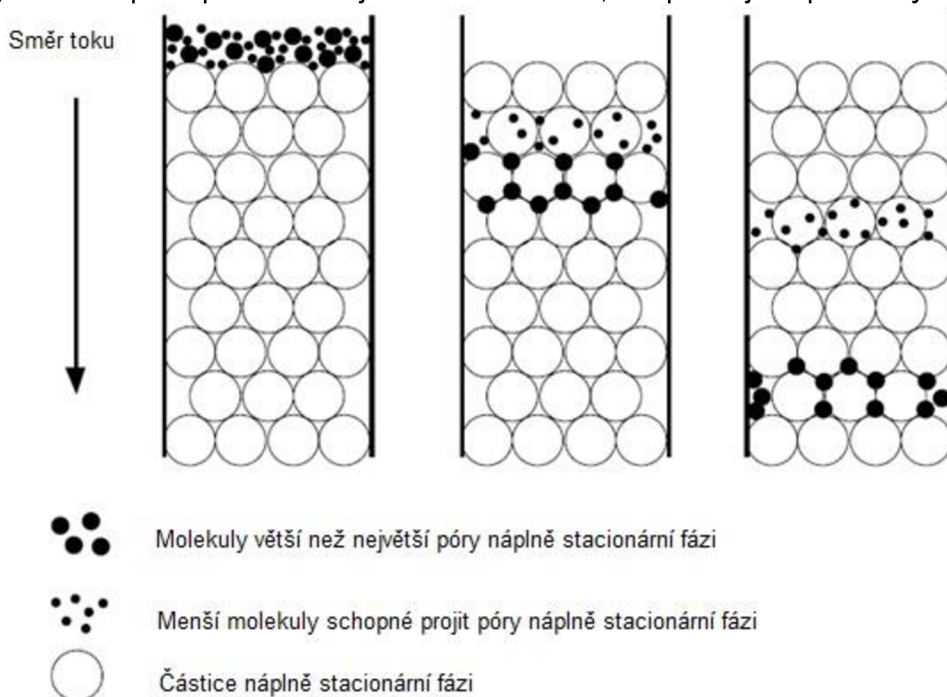 Směr toku
Molekuly větší než největší póry náplně stacionární fázi
Menší molekuly schopné projit póry náplně stacionární fázi
Částice náplně stacionární fázi